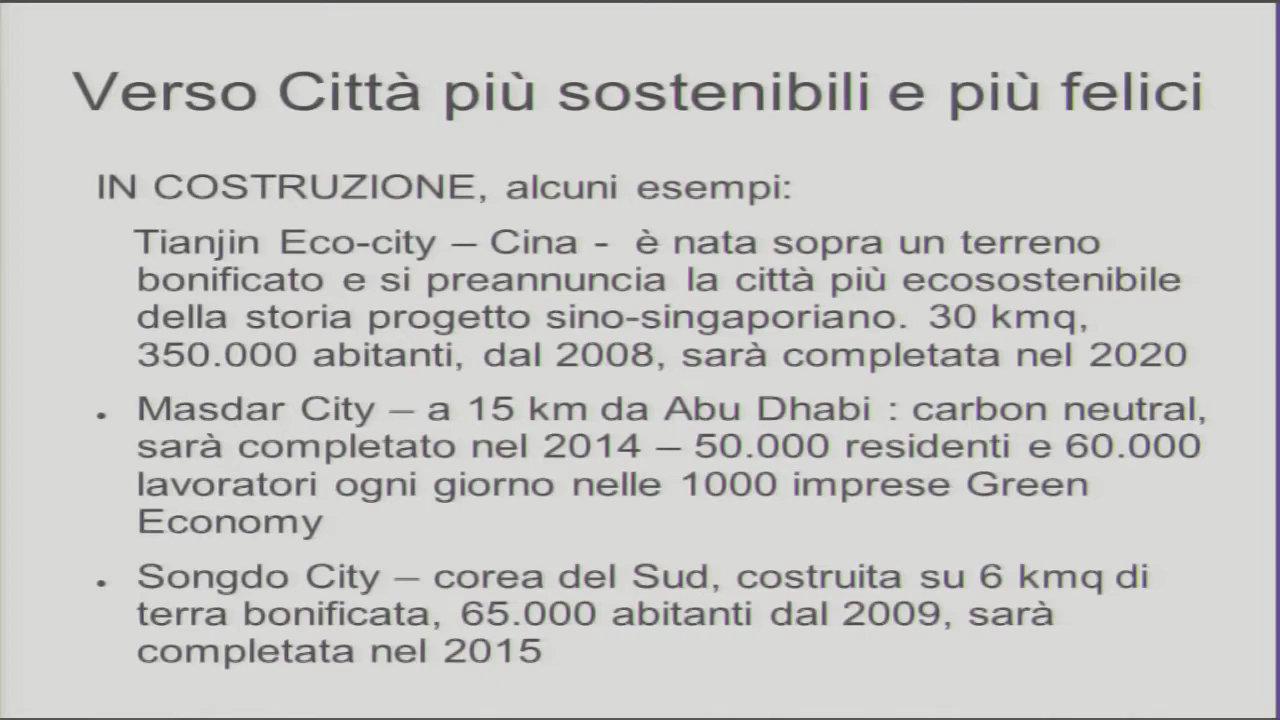 Verso Città più sostenibili e più felici
IN COSTRUZIONE, alcuni esempi:
Tianjin Eco-city – Cina - è nata sopra un terreno
bonificato e si preannuncia la città più ecosostenibile
della storia progetto sino-singaporiano. 30 kmq,
350.000 abitanti, dal 2008, sarà completata nel 2020
• Masdar City – a 15 km da Abu Dhabi : carbon neutral,
sarà completato nel 2014 – 50.000 residenti e 60.000
lavoratori ogni giorno nelle 1000 imprese Green
Economy
• Songdo City – corea del Sud, costruita su 6 kmq di
terra bonificata, 65.000 abitanti dal 2009, sarà
completata nel 2015